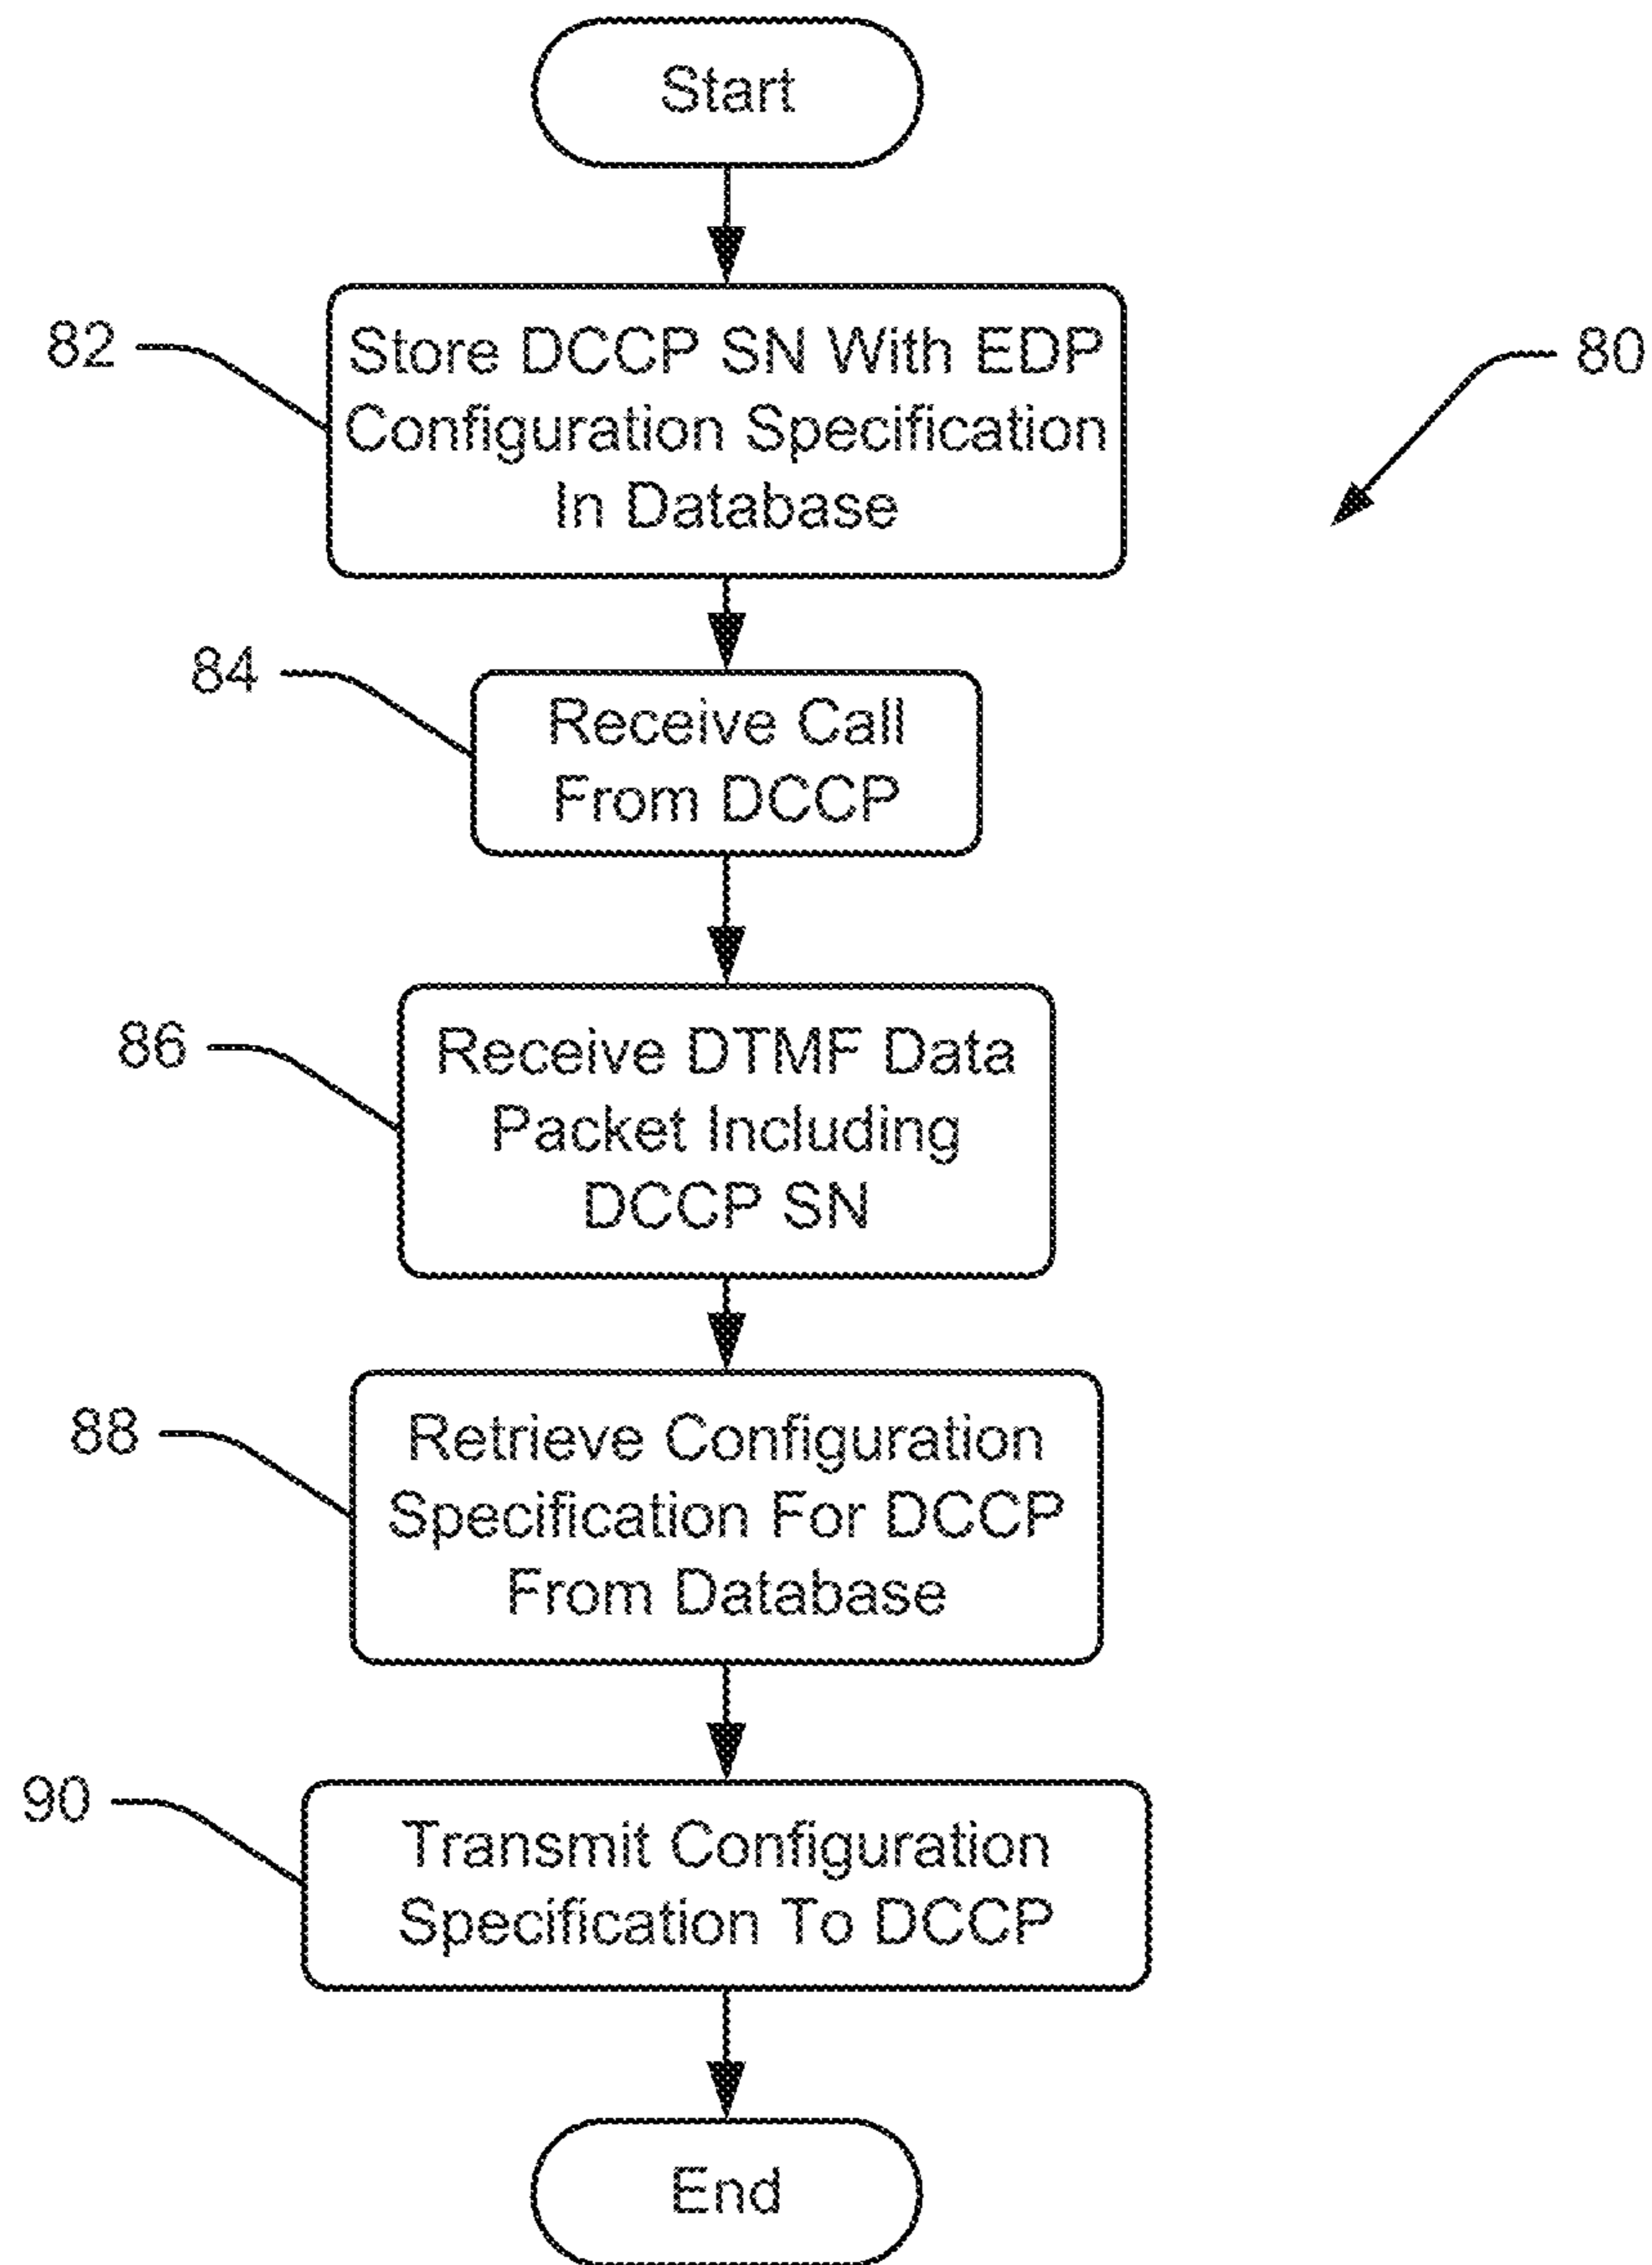 Start
82
Store DCCP SN With EDP
Configuration Specification
In Database
80
84
Receive Call
From DCCP
86
Receive DTMF Data
Packet Including
DCCP SN
88
Retrieve Configuration
Specification For DCCP
From Database
90
Transmit Configuration
Specification To DCCP
End